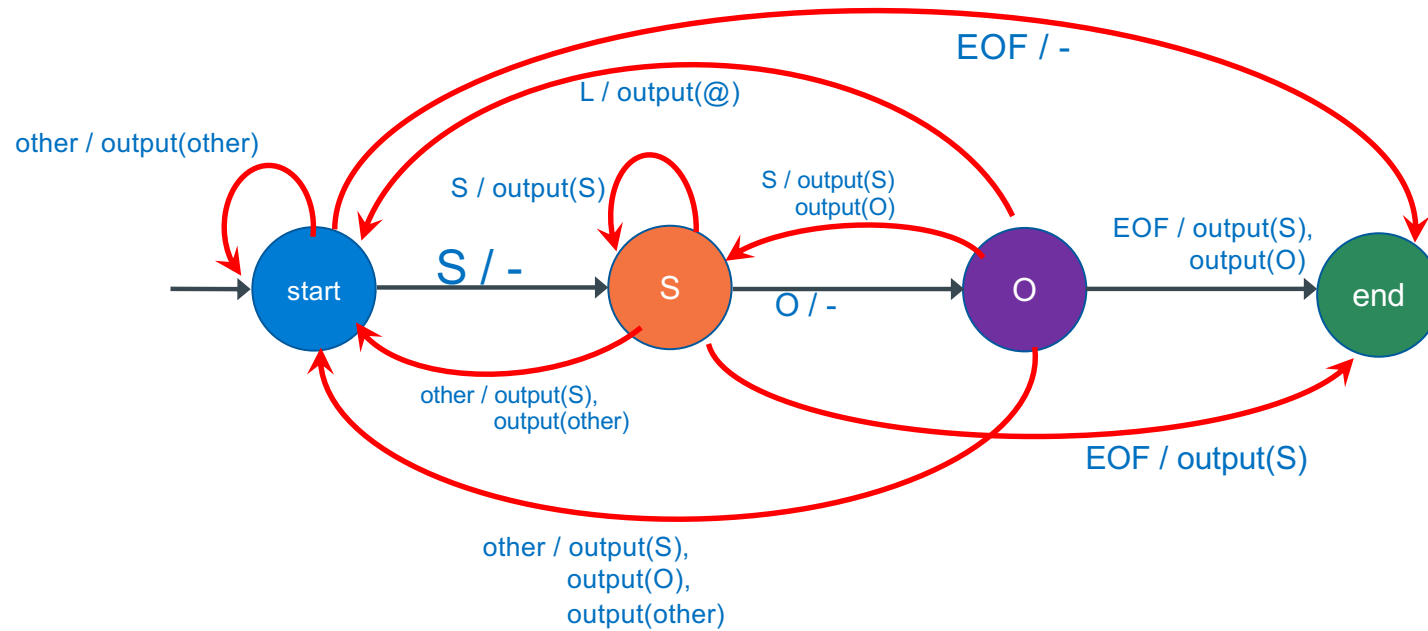 EOF / -
L / output(@)
other / output(other)
S / output(S)
S / output(S)
output(O)
EOF / output(S),
output(O)
S / -
start
S
O / -
O
end
other / output(S),
output(other)
EOF / output(S)
other / output(S),
output(O),
output(other)